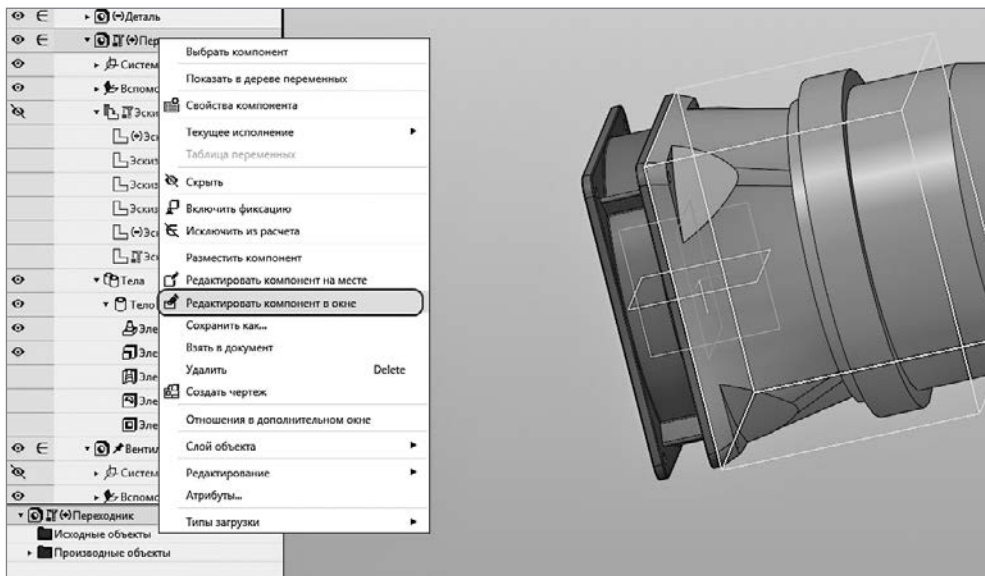 (-)Деталь
(+)Пер
Систем
Вспомо
Эски
(+)Эс
Эскиз
Эскиз
Эскиз
(-)Эс
Эс
Тела
Тело
Эле
Эле
Эле
Эле
Эле
Вентил
Систем
Вспомо
Выбрать компонент
Показать в дереве переменных
Свойства компонента
Текущее исполнение
Таблица переменных
Скрыть
Включить фиксацию
Исключить из расчета
Разместить компонент
Редактировать компонент на месте
Редактировать компонент в окне
Сохранить как...
Взять в документ
Удалить Delete
Создать чертеж
Отношения в дополнительном окне
Слой объекта
Редактирование
Атрибуты...
Типы загрузки
(+)Переходник
Исходные объекты
Производные объекты